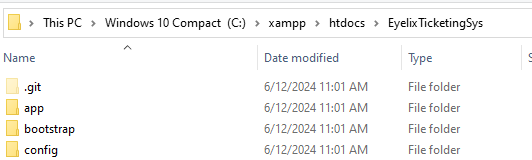 This PC > Windows 10 Compact (C:) > xampp > htdocs > EyelixTicketingSys
Name Date modified Type S
.git 6/12/2024 11:01 AM File folder
app 6/12/2024 11:01 AM File folder
bootstrap 6/12/2024 11:01 AM File folder
config 6/12/2024 11:01 AM File folder